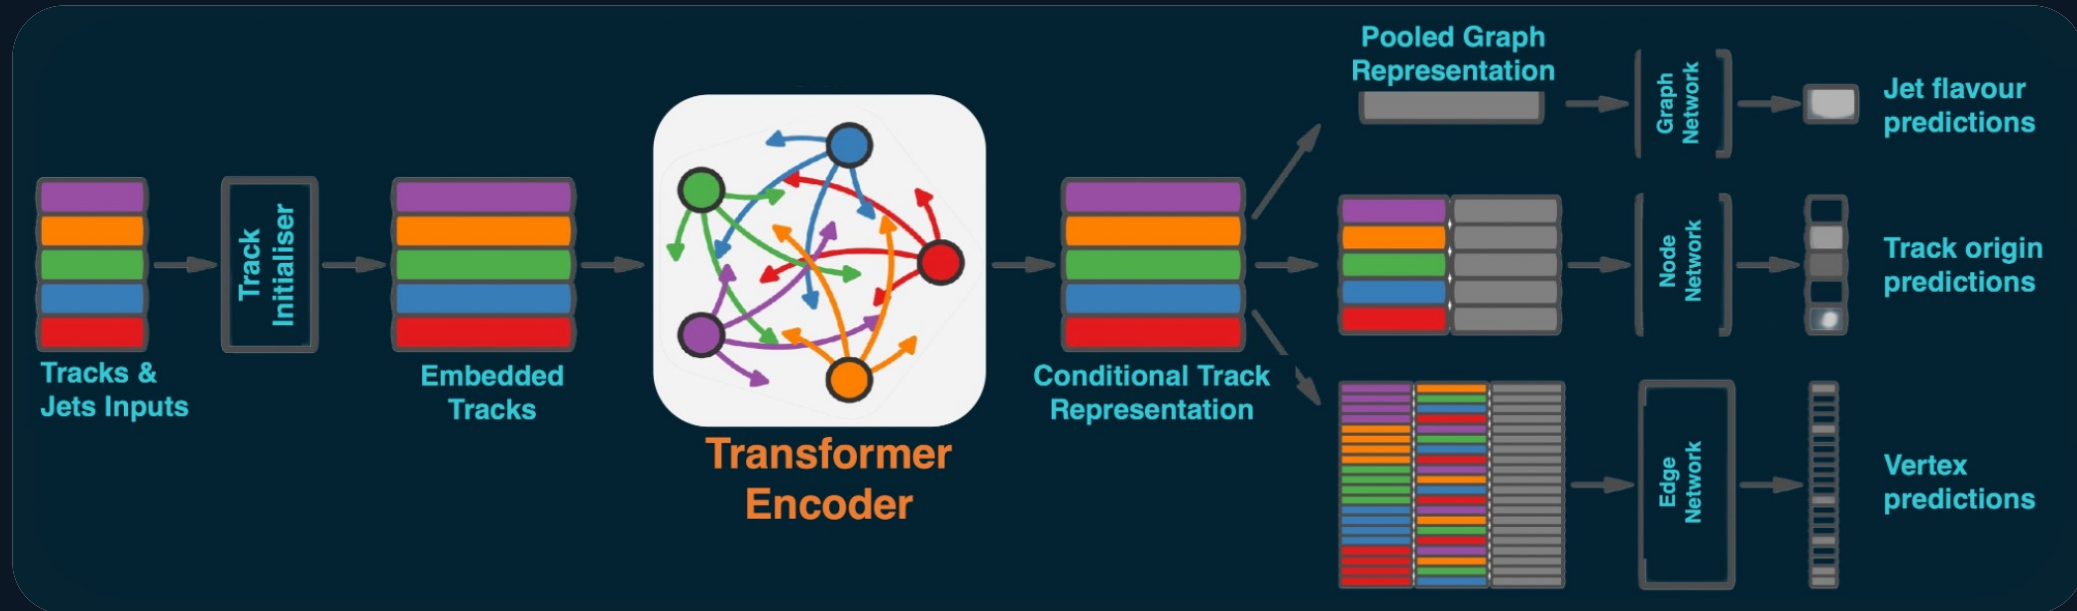 Tracks &
Jets Inputs
Track
Initialiser
Embedded
Tracks
Transformer
Encoder
Conditional Track
Representation
Pooled Graph
Representation
Graph
Network
Jet flavour
predictions
Node
Network
Track origin
predictions
Edge
Network
Vertex
predictions